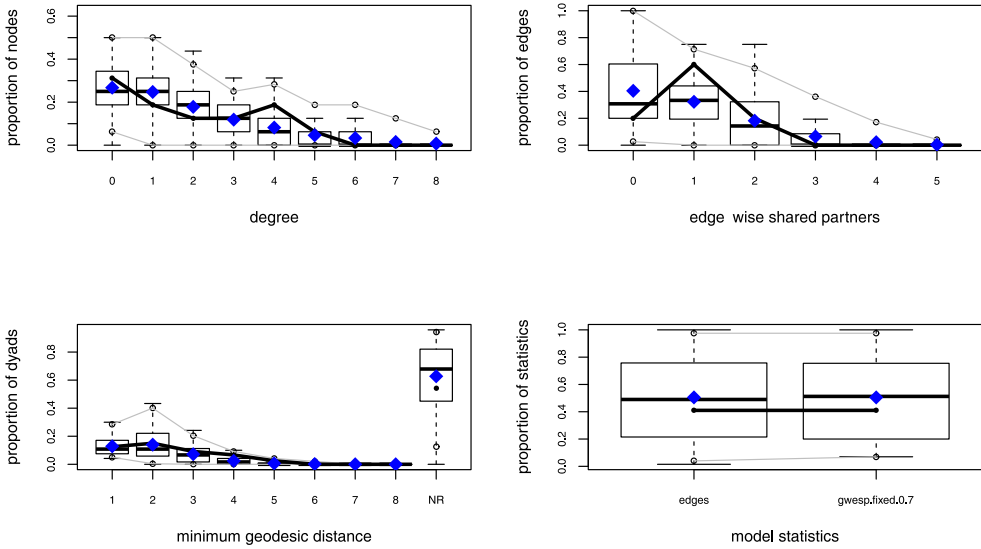 proportion of nodes
0.6
0.4
0.2
0.0
0 1 2 3 4 5 6 7 8
degree
proportion of edges
1.0
0.8
0.6
0.4
0.2
0.0
0 1 2 3 4 5
edge wise shared partners
proportion of dyads
0.8
0.6
0.4
0.2
0.0
1 2 3 4 5 6 7 8 NR
minimum geodesic distance
proportion of statistics
1.0
0.8
0.6
0.4
0.2
0.0
edges gwesp.fixed.0.7
model statistics